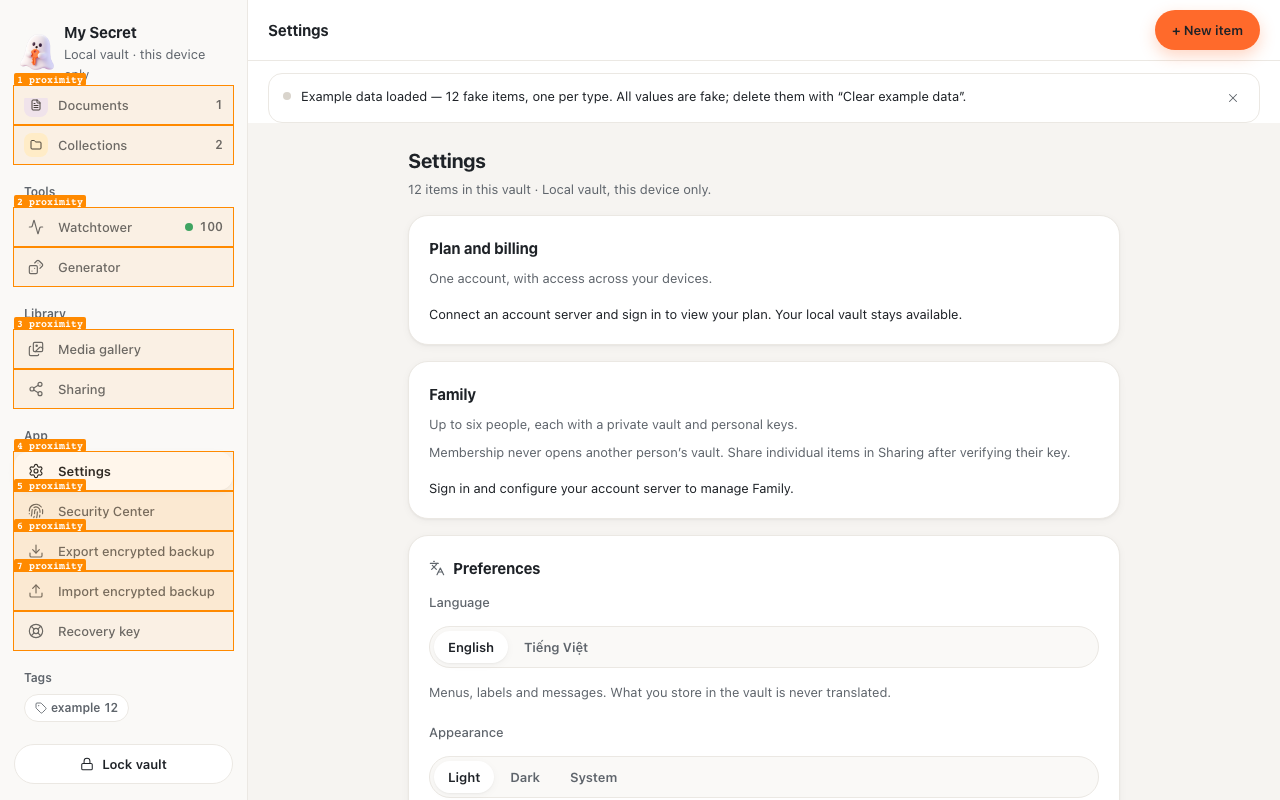 My Secret
Local vault · this device
only
1 proximity
Documents 1
Collections 2
Tools
2 proximity
Watchtower 100
Generator
Library
3 proximity
Media gallery
Sharing
App
4 proximity
Settings
5 proximity
Security Center
6 proximity
Export encrypted backup
7 proximity
Import encrypted backup
Recovery key
Tags
example 12
Lock vault
Settings
+ New item
Example data loaded — 12 fake items, one per type. All values are fake; delete them with “Clear example data”.
Settings
12 items in this vault · Local vault, this device only.
Plan and billing
One account, with access across your devices.
Connect an account server and sign in to view your plan. Your local vault stays available.
Family
Up to six people, each with a private vault and personal keys.
Membership never opens another person's vault. Share individual items in Sharing after verifying their key.
Sign in and configure your account server to manage Family.
Preferences
Language
English Tiếng Việt
Menus, labels and messages. What you store in the vault is never translated.
Appearance
Light Dark System